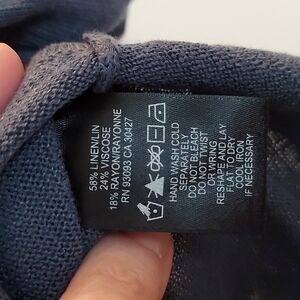 58% LINEN/LIN
24% VISCOSE
18% RAYON/RAYONNE
RN 93093 CA 30427
HAND WASH COLD
SEPARATELY
DO NOT BLEACH
DO NOT TWIST
OR WRING
RESHAPE AND LAY
FLAT TO DRY
COOL IRON
IF NECESSARY